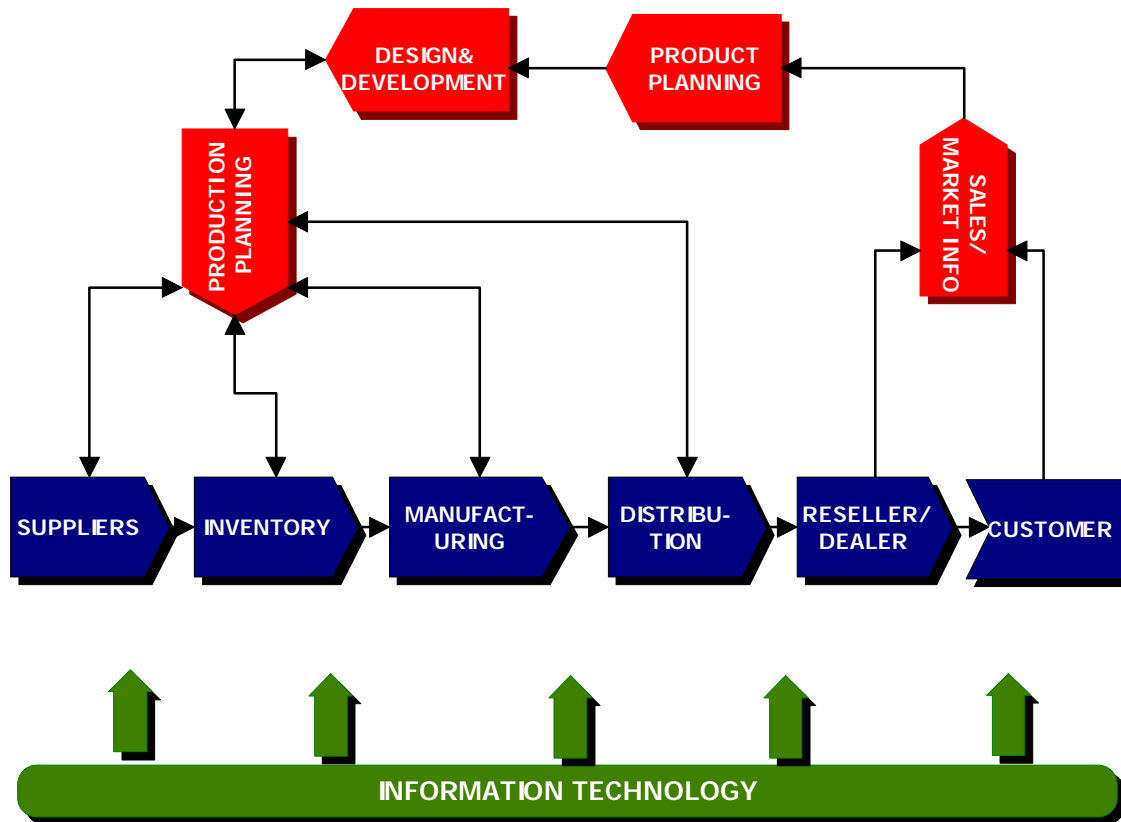 DESIGN&
DEVELOPMENT
PRODUCT
PLANNING
PRODUCTION
PLANNING
SALES/
MARKET INFO
SUPPLIERS
INVENTORY
MANUFACT-
URING
DISTRIBU-
TION
RESELLER/
DEALER
CUSTOMER
INFORMATION TECHNOLOGY